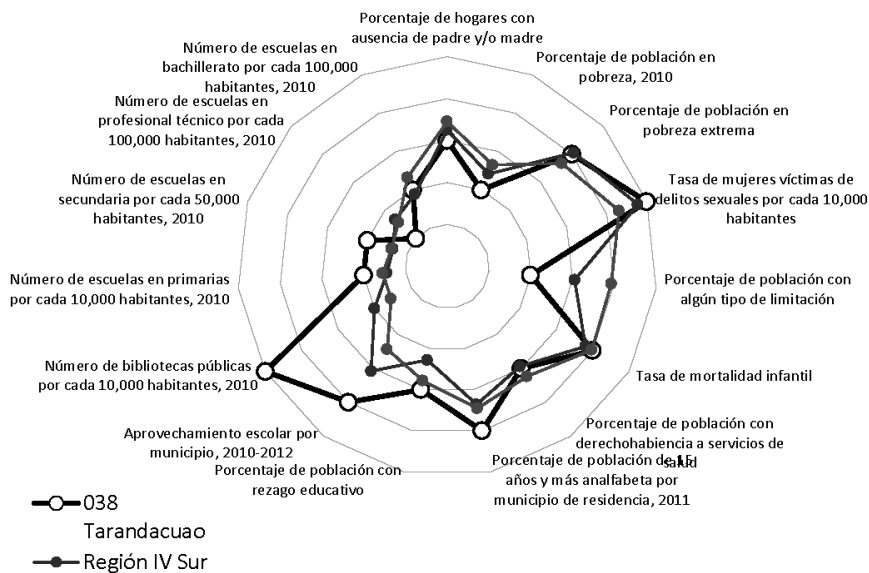 Porcentaje de hogares con
ausencia de padre y/o madre
Porcentaje de población en
pobreza, 2010
Porcentaje de población en
pobreza extrema
Tasa de mujeres víctimas de
delitos sexuales por cada 10,000
habitantes
Porcentaje de población con
algún tipo de limitación
Tasa de mortalidad infantil
Porcentaje de población con
derechohabiencia a servicios de
salud
Porcentaje de población de 15
años y más analfabeta por
municipio de residencia, 2011
Porcentaje de población con
rezago educativo
Aprovechamiento escolar por
municipio, 2010-2012
Número de bibliotecas públicas
por cada 10,000 habitantes, 2010
Número de escuelas en primarias
por cada 10,000 habitantes, 2010
Número de escuelas en
secundaria por cada 50,000
habitantes, 2010
Número de escuelas en
profesional técnico por cada
100,000 habitantes, 2010
Número de escuelas en
bachillerato por cada 100,000
habitantes, 2010
038
Tarandacuao
Región IV Sur